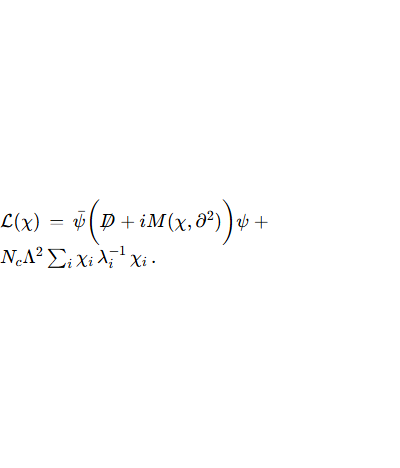 ℒ(χ) = ψ̄(D̸ + iM(χ, ∂²))ψ +
N_cΛ² ∑_i χ_i λ_i⁻¹ χ_i .